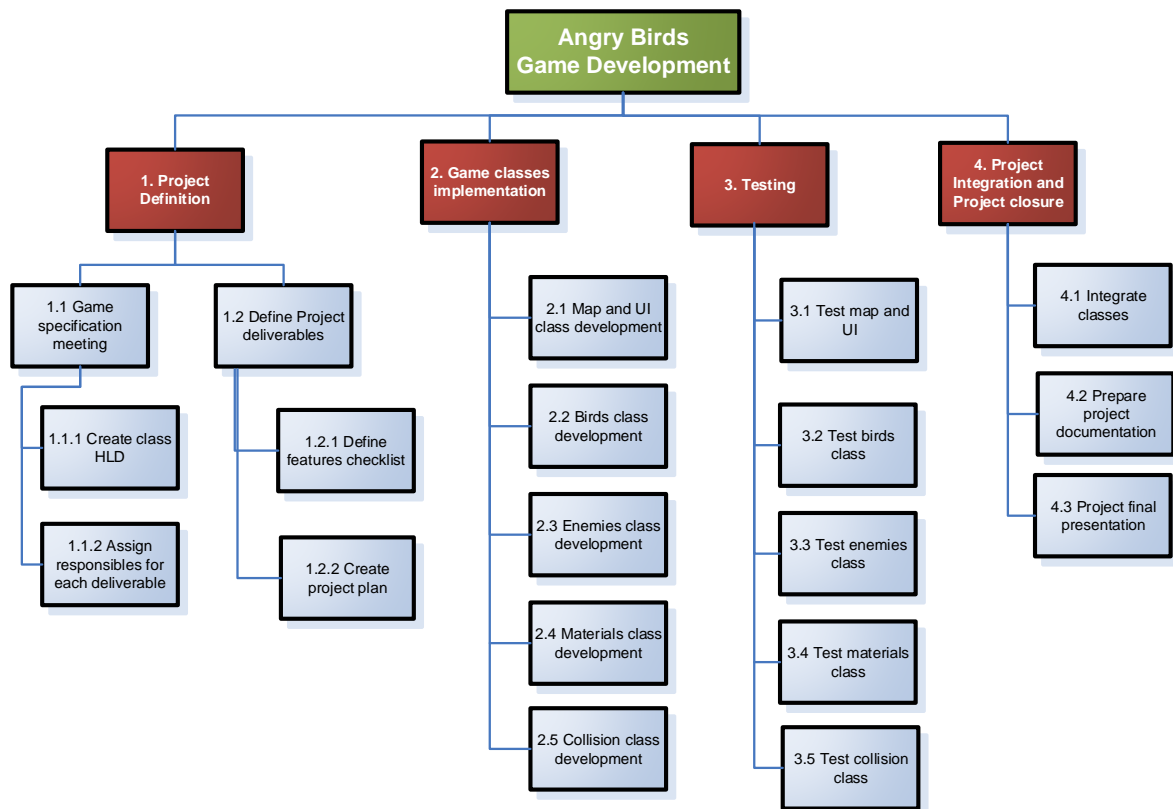 Angry Birds
Game Development
1. Project
Definition
2. Game classes
implementation
3. Testing
4. Project
Integration and
Project closure
1.1 Game
specification
meeting
1.2 Define Project
deliverables
1.1.1 Create class
HLD
1.1.2 Assign
responsibles for
each deliverable
1.2.1 Define
features checklist
1.2.2 Create
project plan
2.1 Map and UI
class development
2.2 Birds class
development
2.3 Enemies class
development
2.4 Materials class
development
2.5 Collision class
development
3.1 Test map and
UI
3.2 Test birds
class
3.3 Test enemies
class
3.4 Test materials
class
3.5 Test collision
class
4.1 Integrate
classes
4.2 Prepare
project
documentation
4.3 Project final
presentation